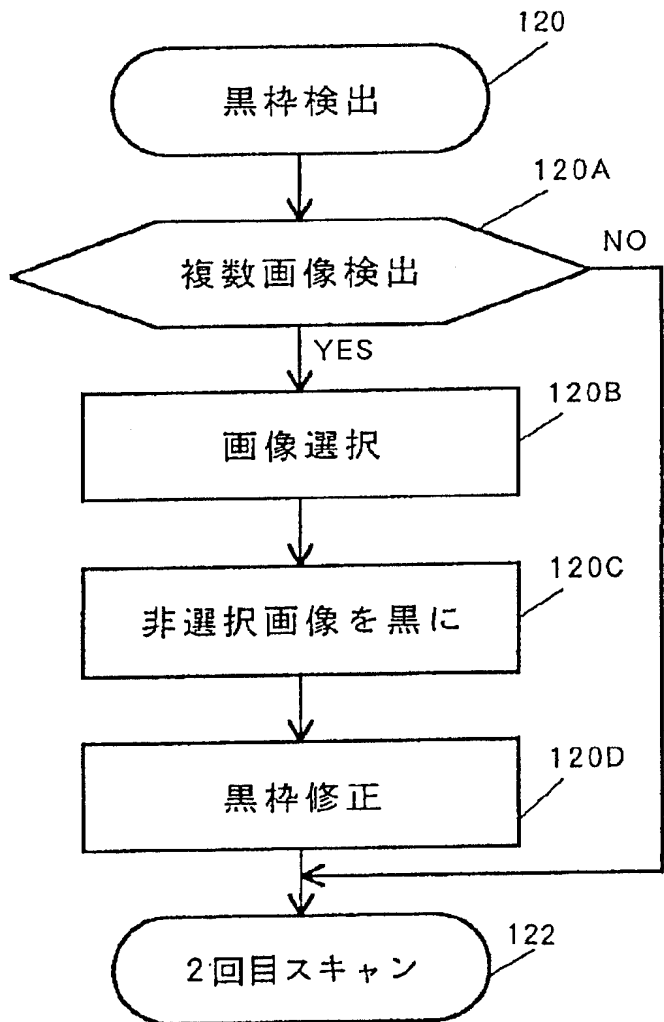 120
黒枠検出
120A
複数画像検出
NO
YES
120B
画像選択
120C
非選択画像を黒に
120D
黒枠修正
122
2回目スキャン